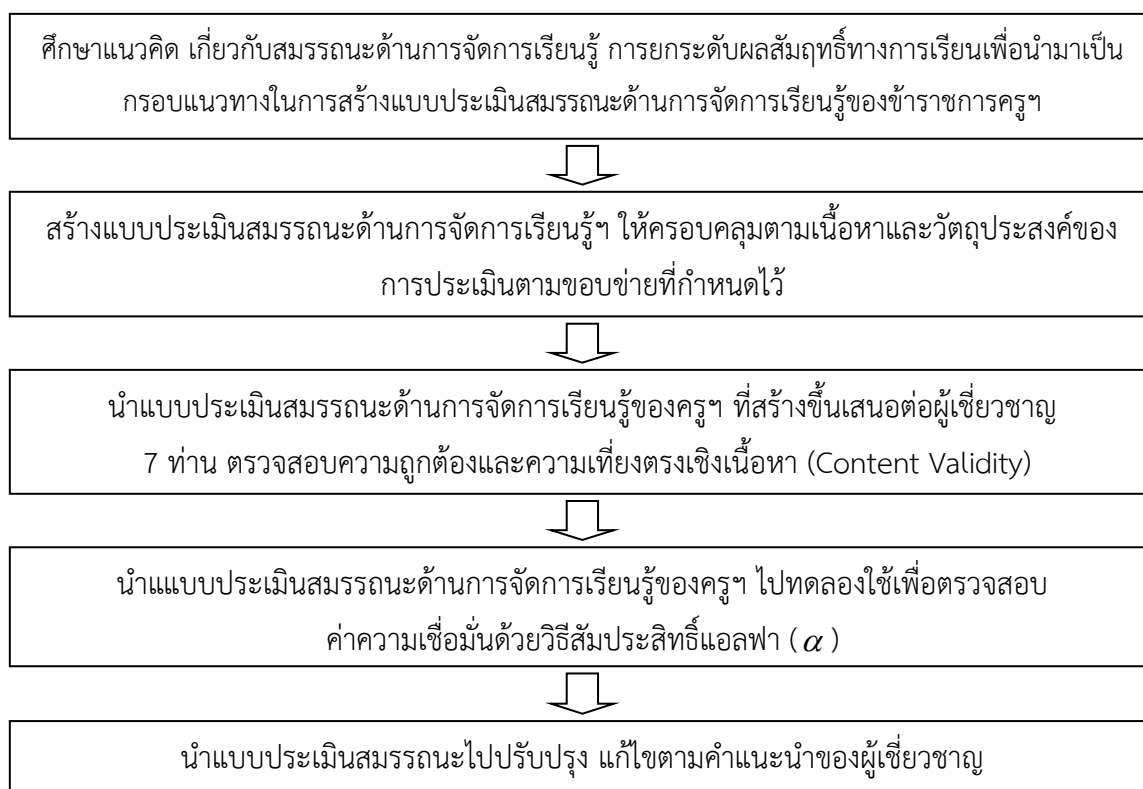 ศึกษาแนวคิด เกี่ยวกับสมรรถนะด้านการจัดการเรียนรู้ การยกระดับผลสัมฤทธิ์ทางการเรียนเพื่อนำมาเป็น
กรอบแนวทางในการสร้างแบบประเมินสมรรถนะด้านการจัดการเรียนรู้ของข้าราชการครูฯ
สร้างแบบประเมินสมรรถนะด้านการจัดการเรียนรู้ฯ ให้ครอบคลุมตามเนื้อหาและวัตถุประสงค์ของ
การประเมินตามขอบข่ายที่กำหนดไว้
นำแบบประเมินสมรรถนะด้านการจัดการเรียนรู้ของครูฯ ที่สร้างขึ้นเสนอต่อผู้เชี่ยวชาญ
7 ท่าน ตรวจสอบความถูกต้องและความเที่ยงตรงเชิงเนื้อหา (Content Validity)
นำแแบบประเมินสมรรถนะด้านการจัดการเรียนรู้ของครูฯ ไปทดลองใช้เพื่อตรวจสอบ
ค่าความเชื่อมั่นด้วยวิธีสัมประสิทธิ์แอลฟา (α)
นำแบบประเมินสมรรถนะไปปรับปรุง แก้ไขตามคำแนะนำของผู้เชี่ยวชาญ